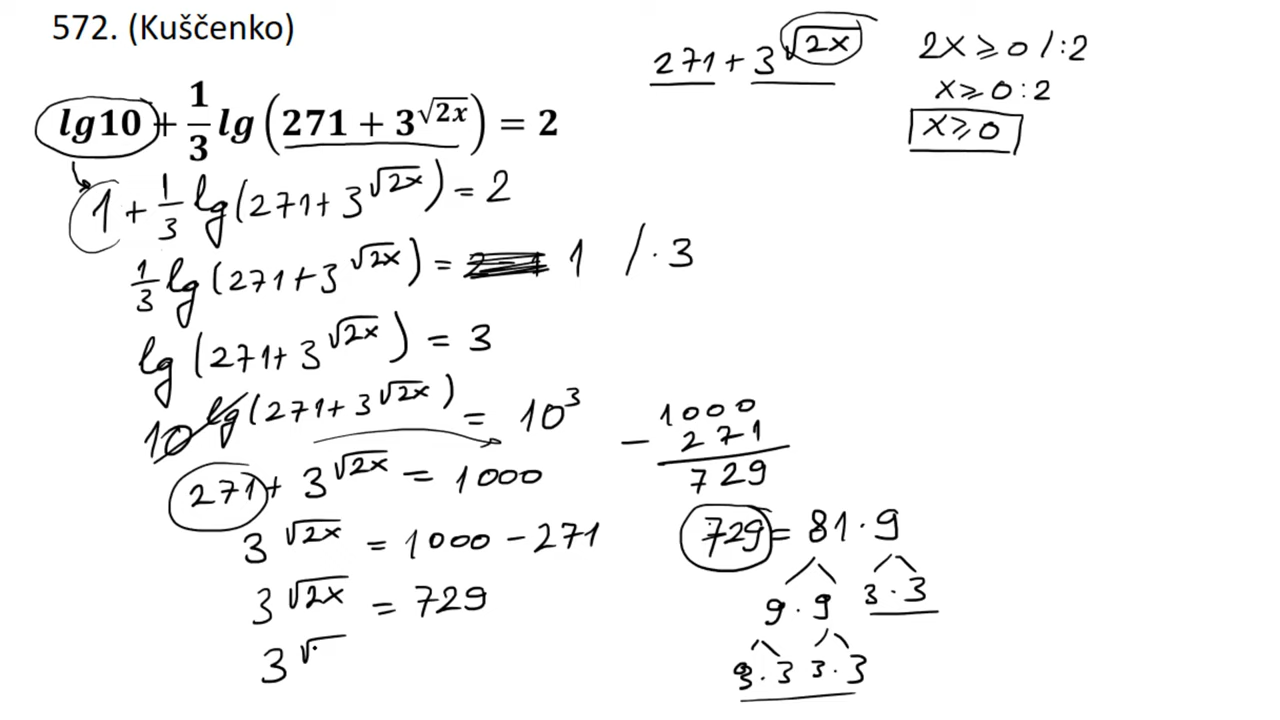 572. (Kuščenko)
lg10 + 1/3 lg (271 + 3^√2x) = 2
1 + 1/3 lg (271 + 3^√2x) = 2
1/3 lg (271 + 3^√2x) = 1 / · 3
lg (271 + 3^√2x) = 3
10^lg (271 + 3^√2x) = 10^3
271 + 3^√2x = 1000
3^√2x = 1000 - 271
3^√2x = 729
3^√
271 + 3^√2x
2x ⩾ 0 / :2
x ⩾ 0 : 2
x ⩾ 0
1000
- 271
729
729 = 81 · 9
9 · 9 3 · 3
3 · 3 3 · 3